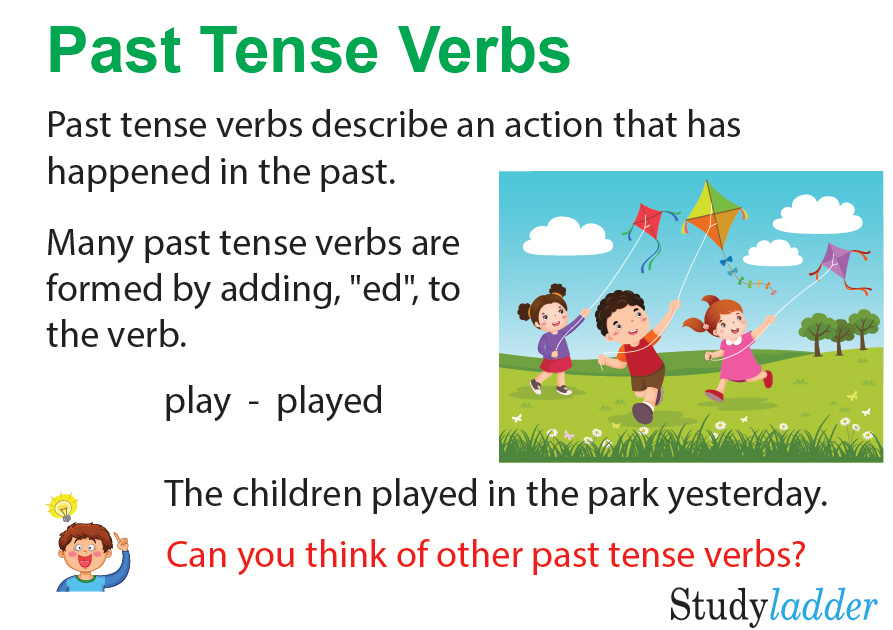 Past Tense Verbs
Past tense verbs describe an action that has
happened in the past.
Many past tense verbs are
formed by adding, "ed", to
the verb.
play - played
The children played in the park yesterday.
Can you think of other past tense verbs?
Studyladder